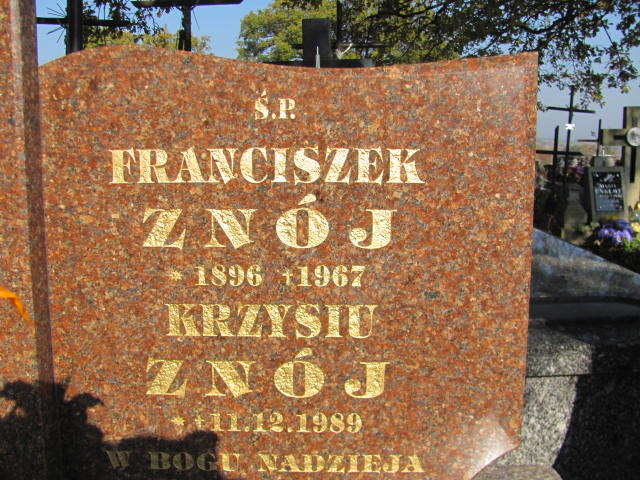 Ś.P.
FRANCISZEK
ZNÓJ
* 1896 +1967
KRZYSIU
ZNÓJ
*+11.12.1989
W BOGU NADZIEJA